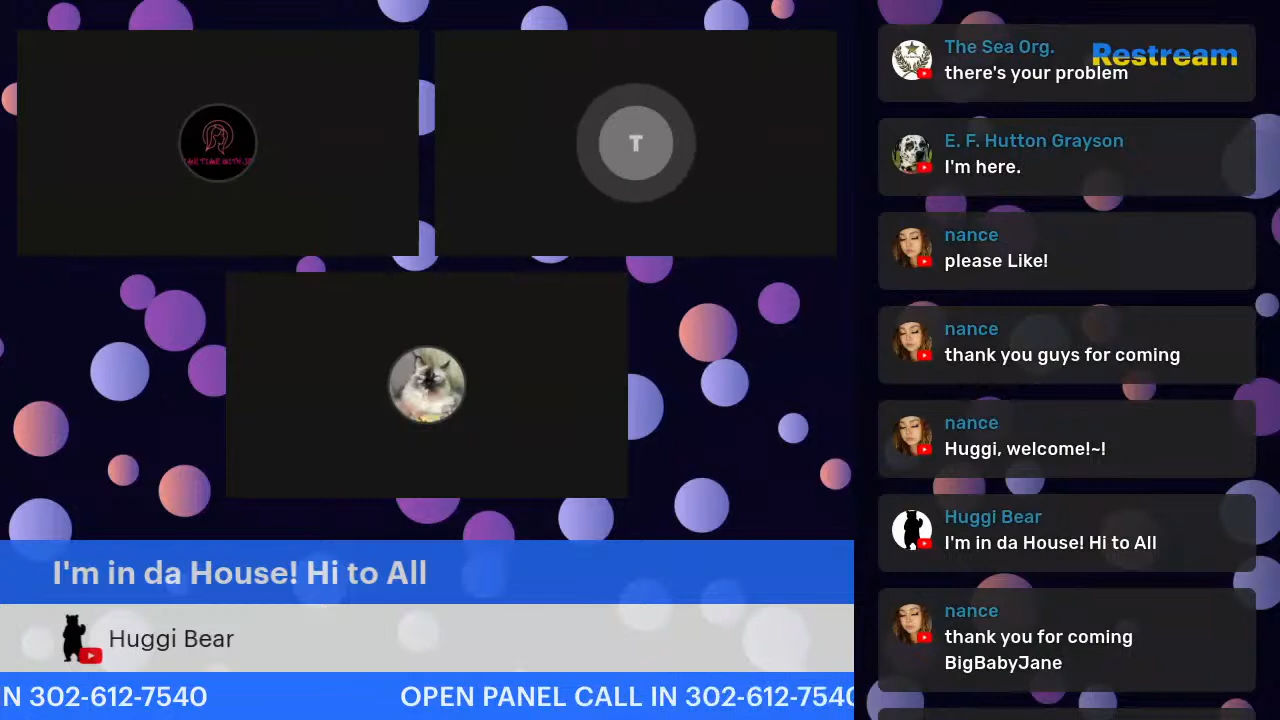 T
I'm in da House! Hi to All
Huggi Bear
N 302-612-7540
OPEN PANEL CALL IN 302-612-7540
Restream
The Sea Org.
there's your problem
E. F. Hutton Grayson
I'm here.
nance
please Like!
nance
thank you guys for coming
nance
Huggi, welcome!~!
Huggi Bear
I'm in da House! Hi to All
nance
thank you for coming
BigBabyJane